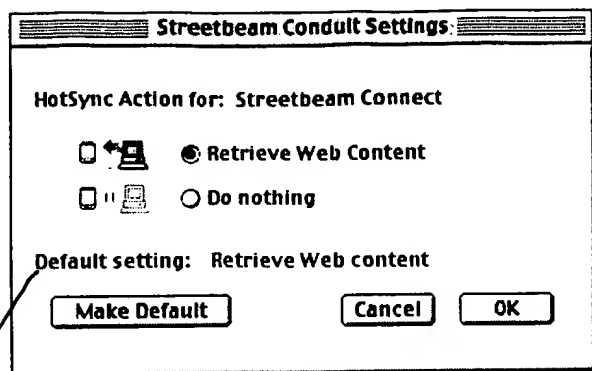 Streetbeam Conduit Settings
HotSync Action for: Streetbeam Connect
Retrieve Web Content
Do nothing
Default setting: Retrieve Web content
Make Default Cancel OK